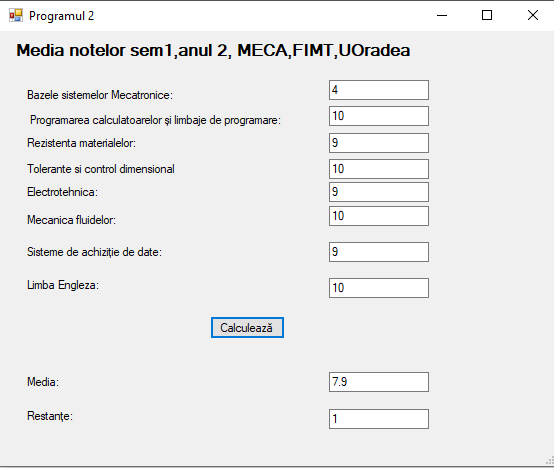 Programul 2
Media notelor sem1,anul 2, MECA,FIMT,UOradea
Bazele sistemelor Mecatronice: 4
Programarea calculatoarelor și limbaje de programare: 10
Rezistenta materialelor: 9
Tolerante si control dimensional 10
Electrotehnica: 9
Mecanica fluidelor: 10
Sisteme de achiziție de date: 9
Limba Engleza: 10
Calculează
Media: 7.9
Restanțe: 1